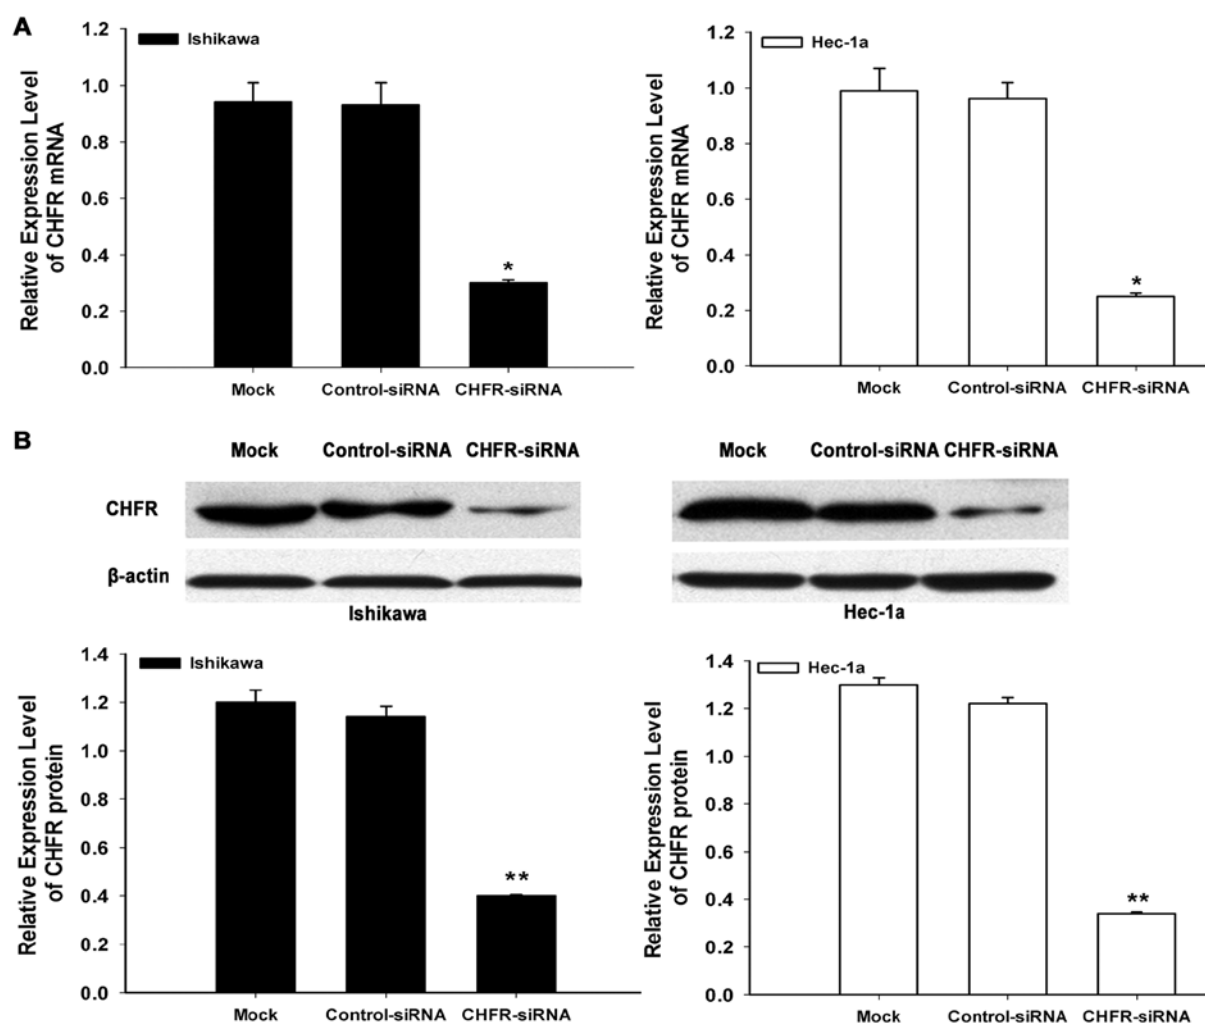 A
Relative Expression Level
of CHFR mRNA
1.2
1.0
0.8
0.6
0.4
0.2
0.0
Ishikawa
*
Mock Control-siRNA CHFR-siRNA
Relative Expression Level
of CHFR mRNA
1.2
1.0
0.8
0.6
0.4
0.2
0.0
Hec-1a
*
Mock Control-siRNA CHFR-siRNA
B
Mock Control-siRNA CHFR-siRNA
CHFR
β-actin
Ishikawa
Mock Control-siRNA CHFR-siRNA
Hec-1a
Relative Expression Level
of CHFR protein
1.4
1.2
1.0
0.8
0.6
0.4
0.2
0.0
Ishikawa
**
Mock Control-siRNA CHFR-siRNA
Relative Expression Level
of CHFR protein
1.4
1.2
1.0
0.8
0.6
0.4
0.2
0.0
Hec-1a
**
Mock Control-siRNA CHFR-siRNA